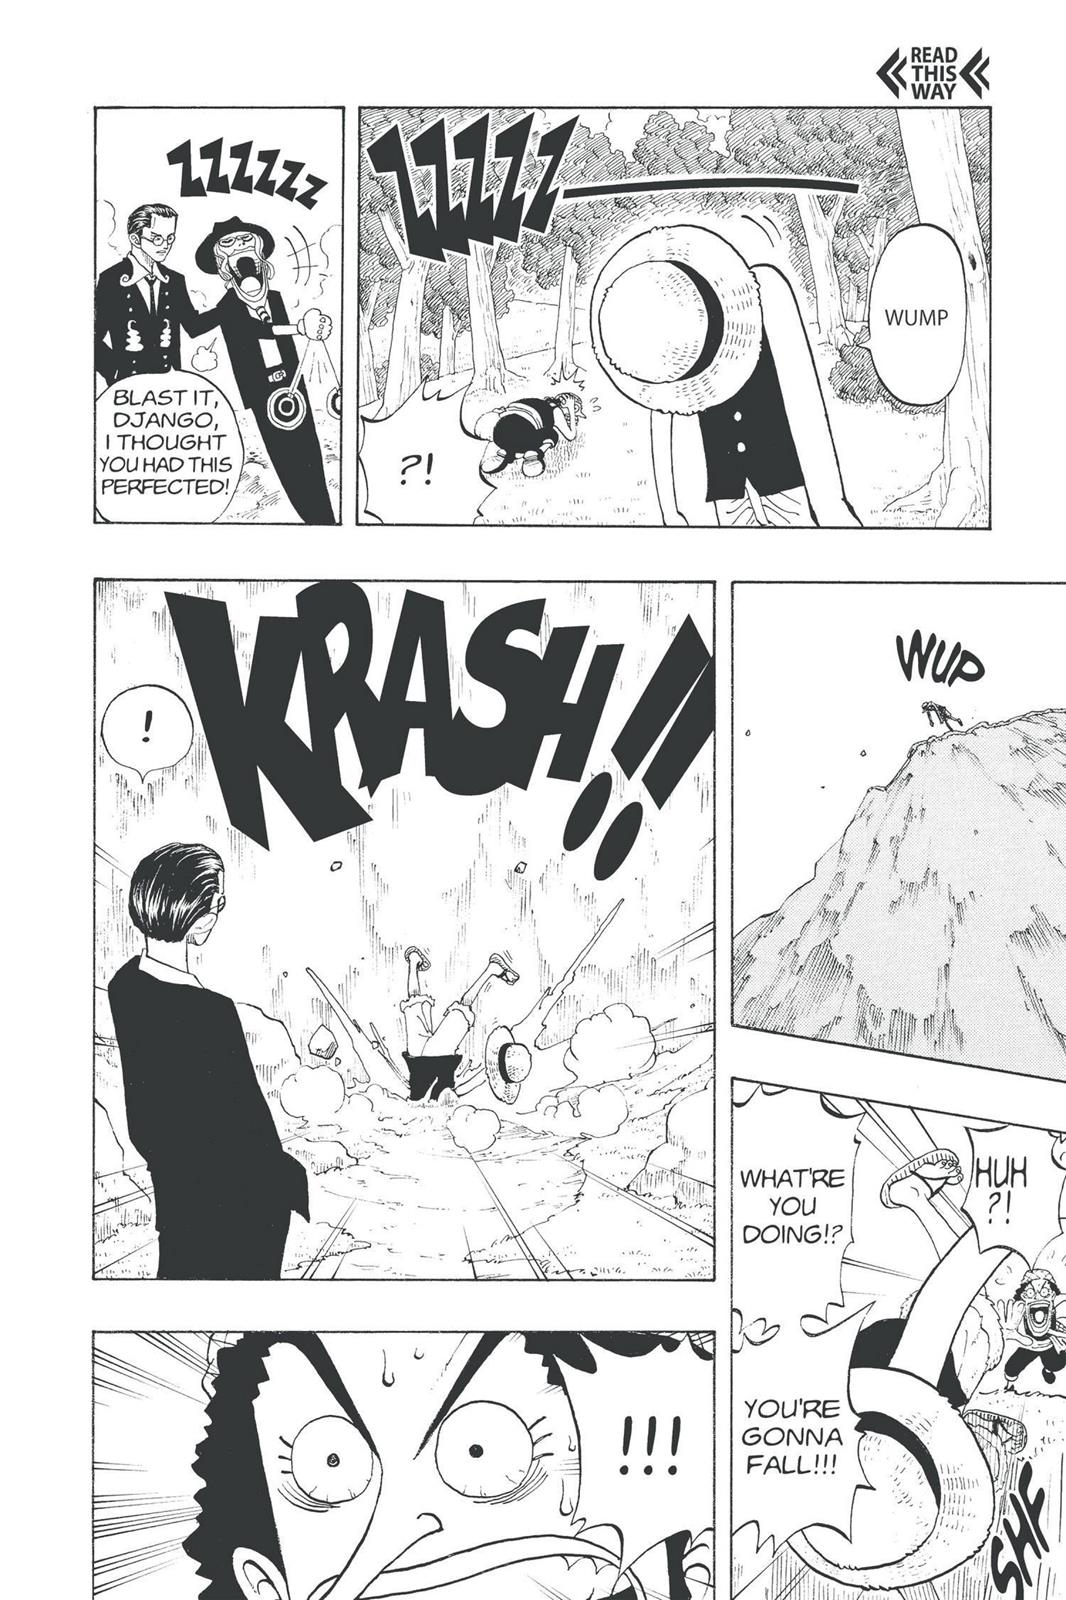 READ
THIS
WAY
ZZZZZ
WUMP
?!
ZZZZZZ
BLAST IT,
DJANGO,
I THOUGHT
YOU HAD THIS
PERFECTED!
WUP
HUH
?!
WHAT'RE
YOU
DOING!?
YOU'RE
GONNA
FALL!!!
SHF
KRASH!!
!
!!!